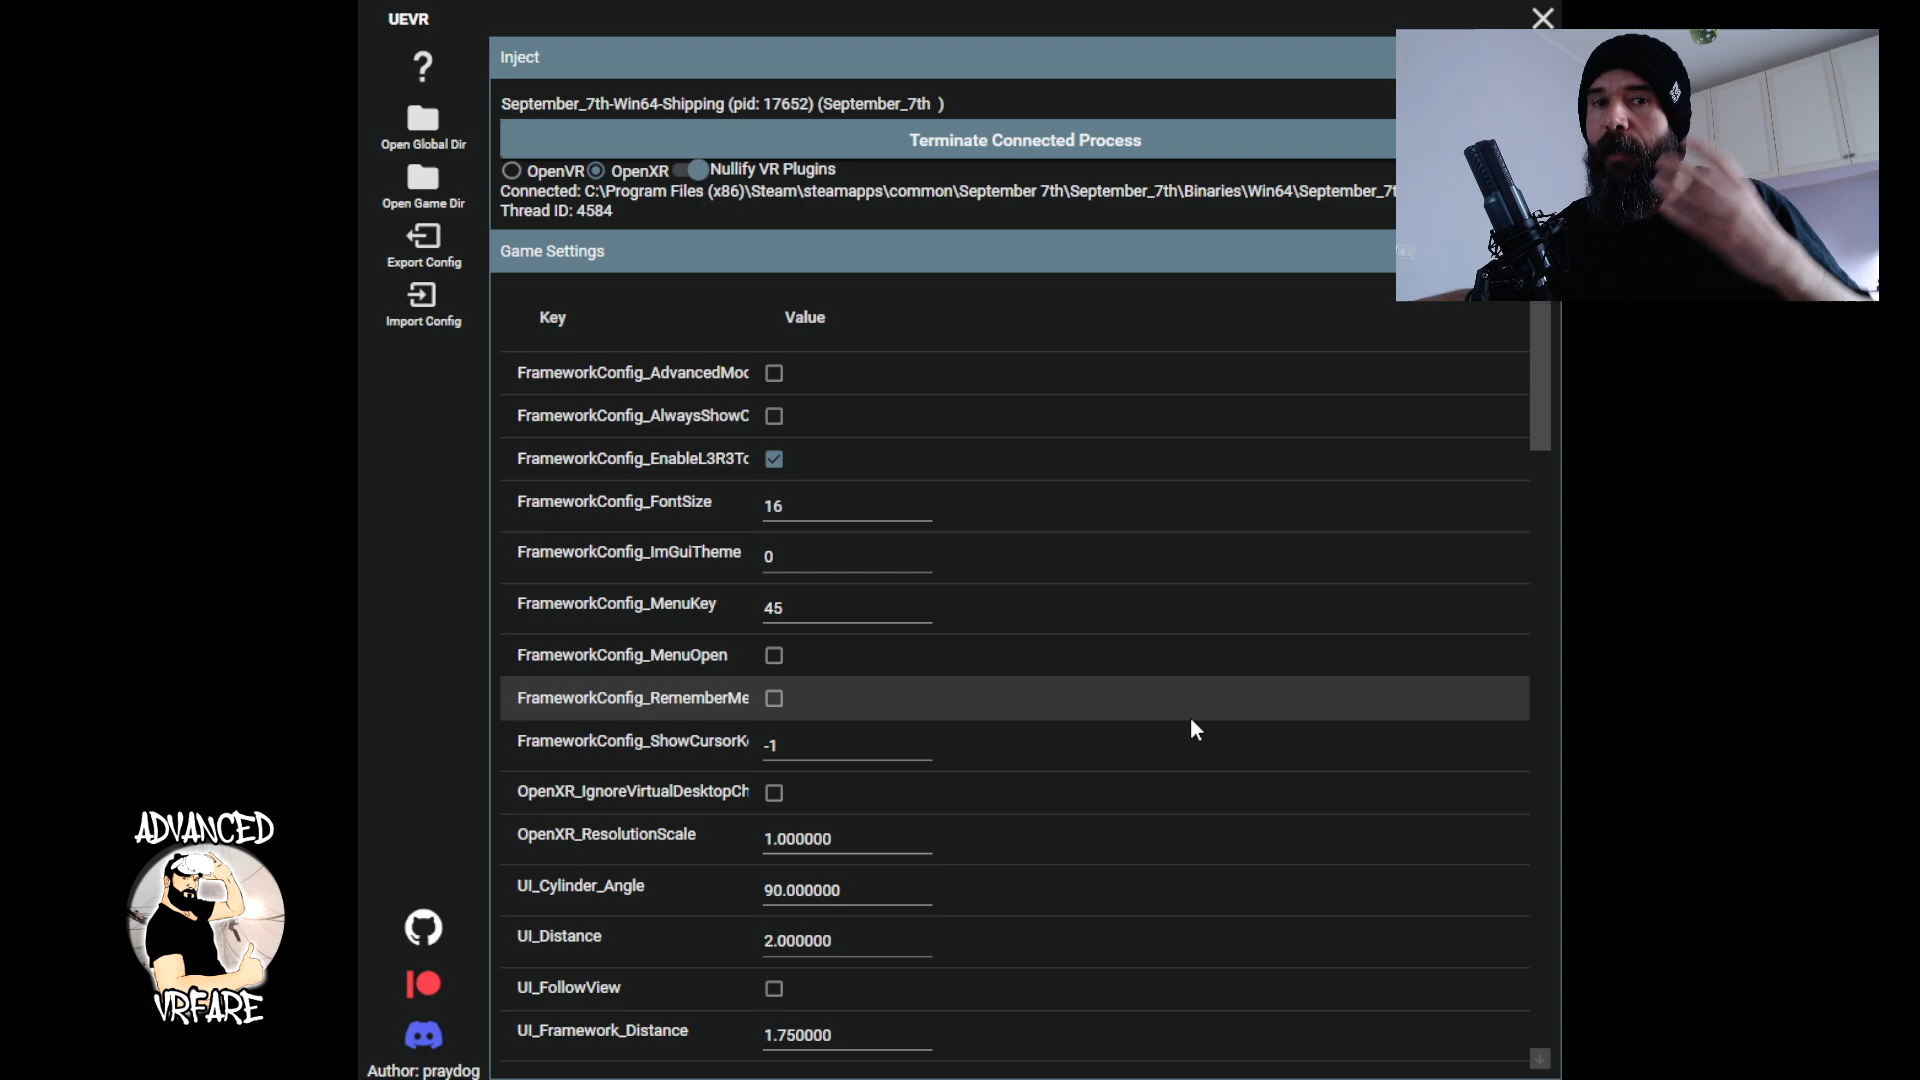 UEVR
Inject
September_7th-Win64-Shipping (pid: 17652) (September_7th )
Terminate Connected Process
OpenVR OpenXR Nullify VR Plugins
Connected: C:\Program Files (x86)\Steam\steamapps\common\September 7th\September_7th\Binaries\Win64\September_7t
Thread ID: 4584
Open Global Dir
Open Game Dir
Export Config
Import Config
Game Settings
Key Value
FrameworkConfig_AdvancedMod
FrameworkConfig_AlwaysShowC
FrameworkConfig_EnableL3R3To
FrameworkConfig_FontSize 16
FrameworkConfig_ImGuiTheme 0
FrameworkConfig_MenuKey 45
FrameworkConfig_MenuOpen
FrameworkConfig_RememberMe
FrameworkConfig_ShowCursorK -1
OpenXR_IgnoreVirtualDesktopCh
OpenXR_ResolutionScale 1.000000
UI_Cylinder_Angle 90.000000
UI_Distance 2.000000
UI_FollowView
UI_Framework_Distance 1.750000
Author: praydog
ADVANCED
VRFARE